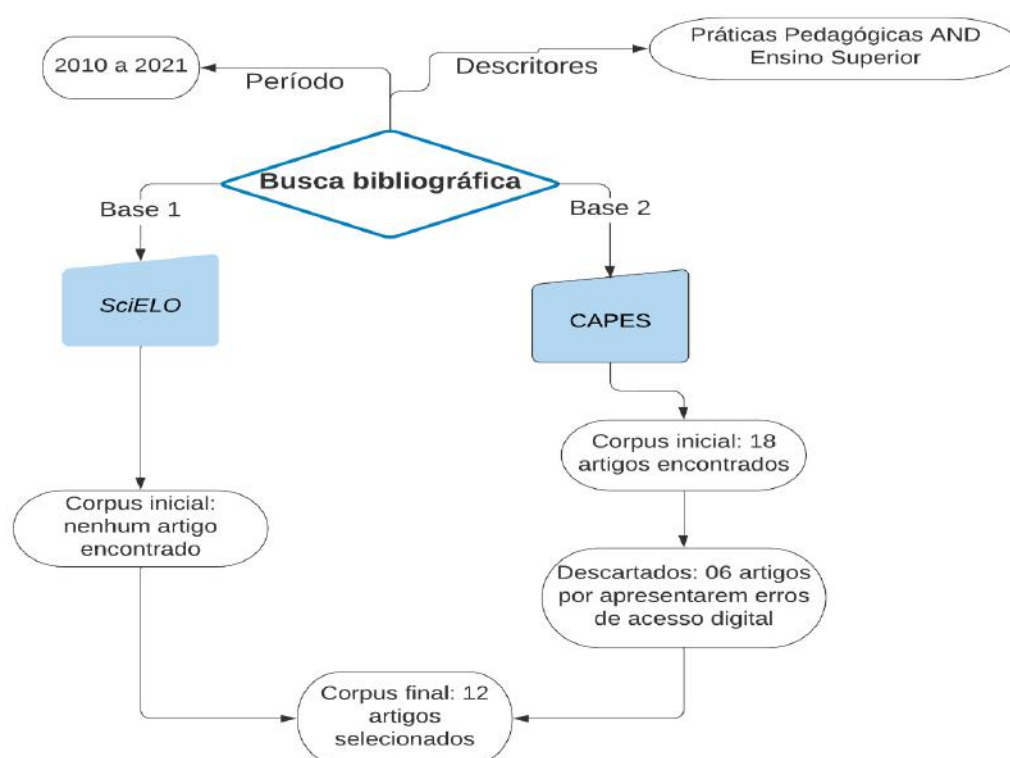 2010 a 2021
Período
Descritores
Práticas Pedagógicas AND
Ensino Superior
Busca bibliográfica
Base 1
Base 2
SciELO
CAPES
Corpus inicial: 18
artigos encontrados
Corpus inicial:
nenhum artigo
encontrado
Descartados: 06 artigos
por apresentarem erros
de acesso digital
Corpus final: 12
artigos
selecionados